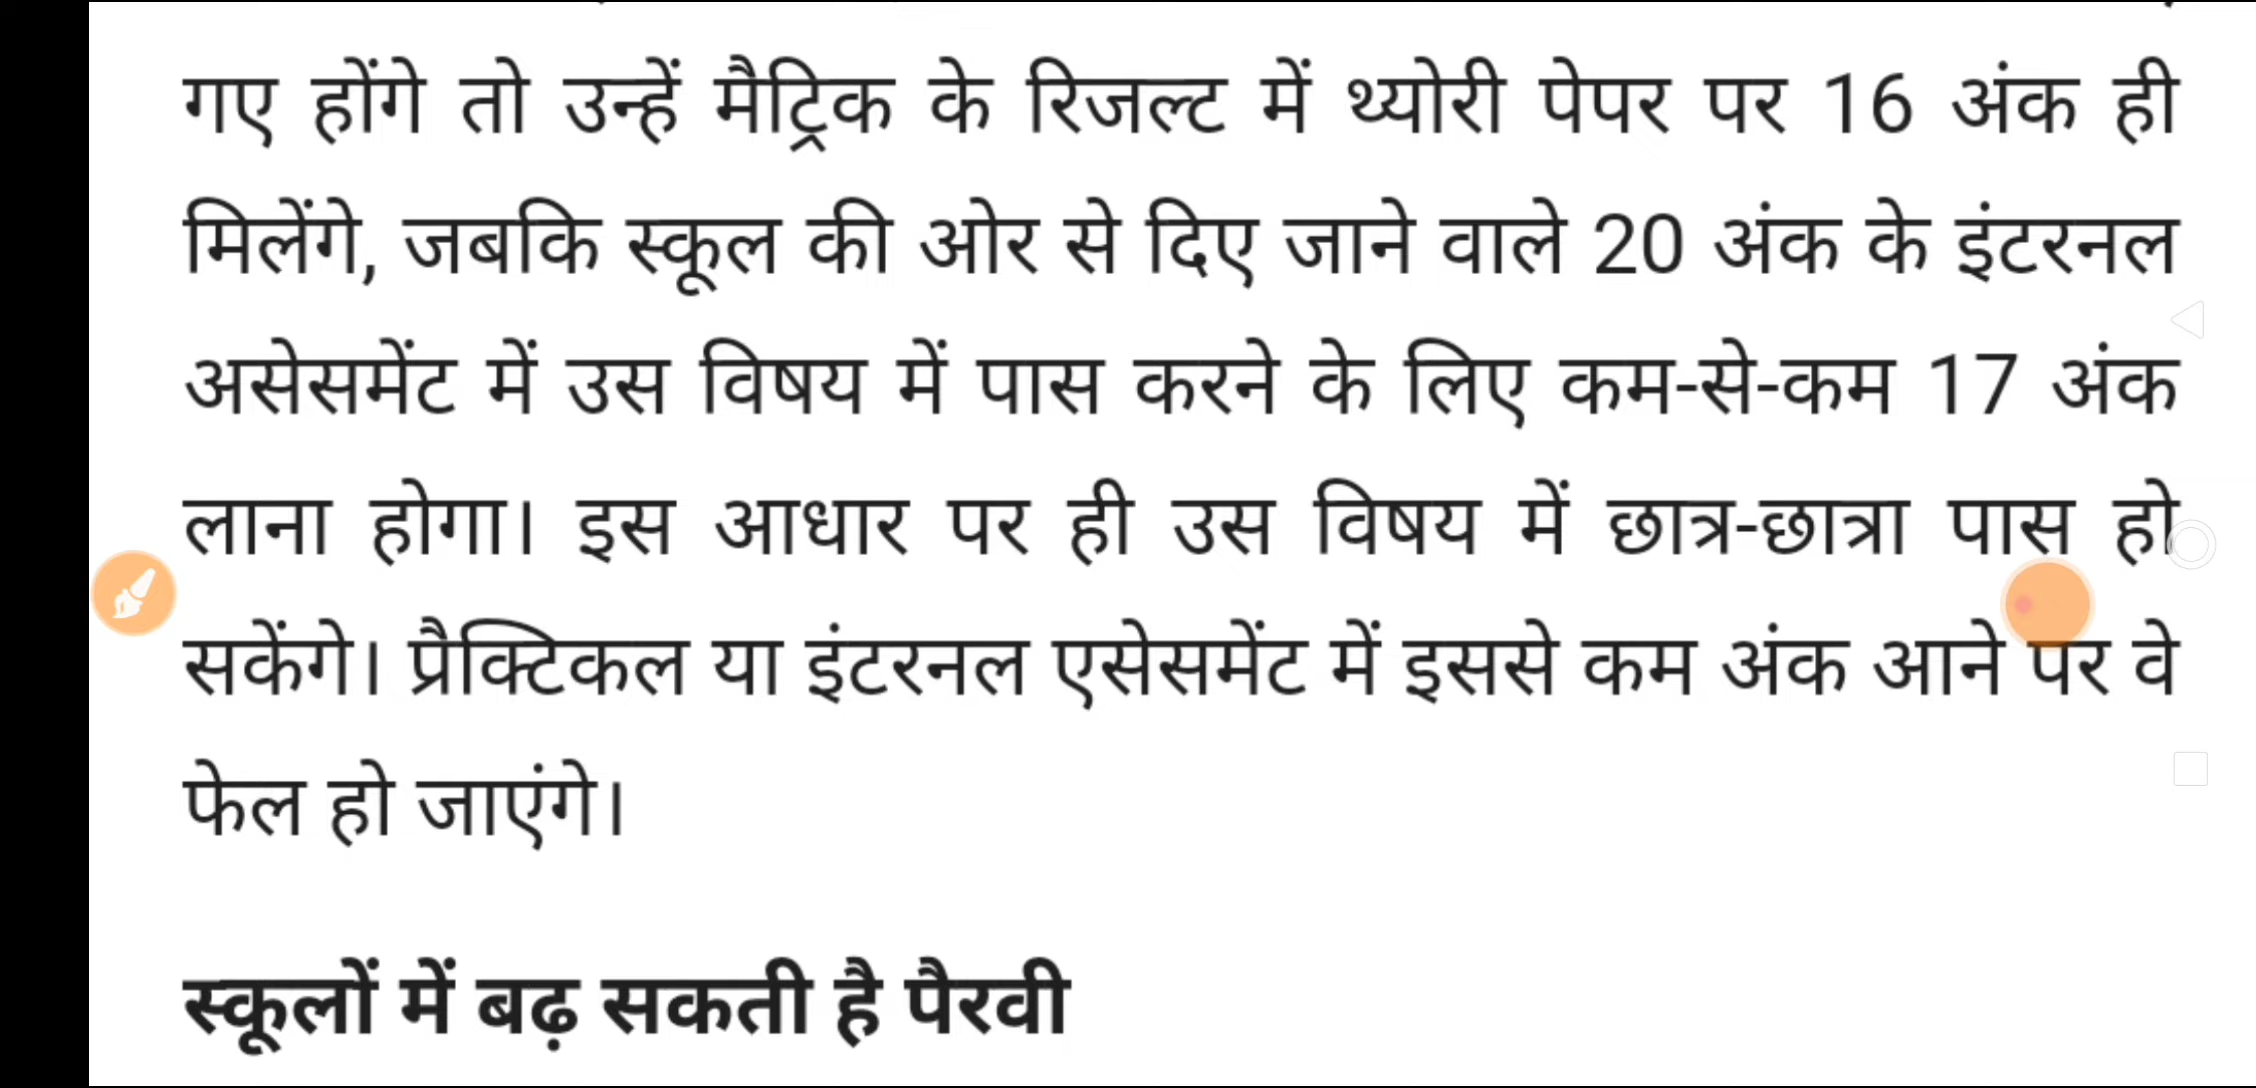 गए होंगे तो उन्हें मैट्रिक के रिजल्ट में थ्योरी पेपर पर 16 अंक ही
मिलेंगे, जबकि स्कूल की ओर से दिए जाने वाले 20 अंक के इंटरनल
असेसमेंट में उस विषय में पास करने के लिए कम-से-कम 17 अंक
लाना होगा। इस आधार पर ही उस विषय में छात्र-छात्रा पास हो
सकेंगे। प्रैक्टिकल या इंटरनल एसेसमेंट में इससे कम अंक आने पर वे
फेल हो जाएंगे।
स्कूलों में बढ़ सकती है पैरवी